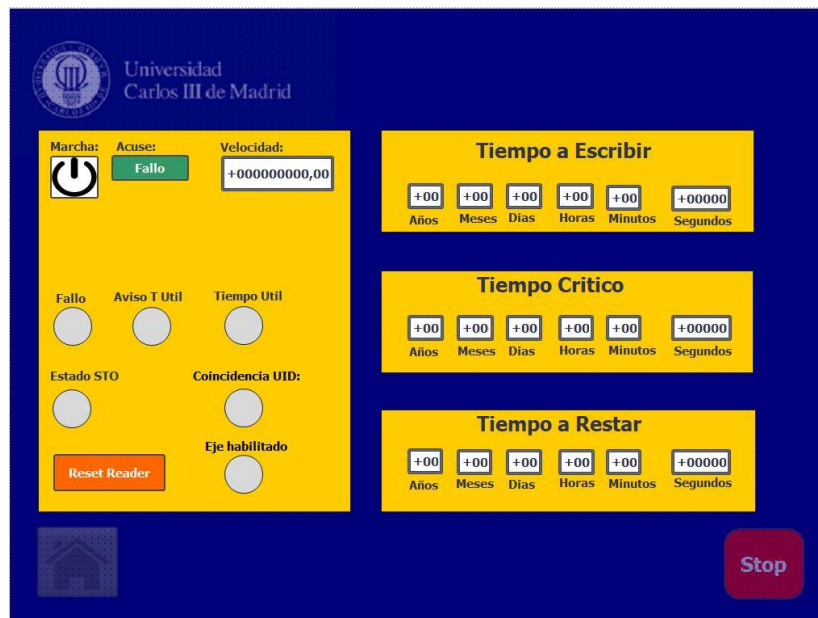 Universidad
Carlos III de Madrid
Marcha: Acuse: Velocidad:
Fallo
+000000000,00
Fallo Aviso T Util Tiempo Util
Estado STO Coincidencia UID:
Eje habilitado
Reset Reader
Tiempo a Escribir
+00 +00 +00 +00 +00 +00000
Años Meses Dias Horas Minutos Segundos
Tiempo Critico
+00 +00 +00 +00 +00 +00000
Años Meses Dias Horas Minutos Segundos
Tiempo a Restar
+00 +00 +00 +00 +00 +00000
Años Meses Dias Horas Minutos Segundos
Stop